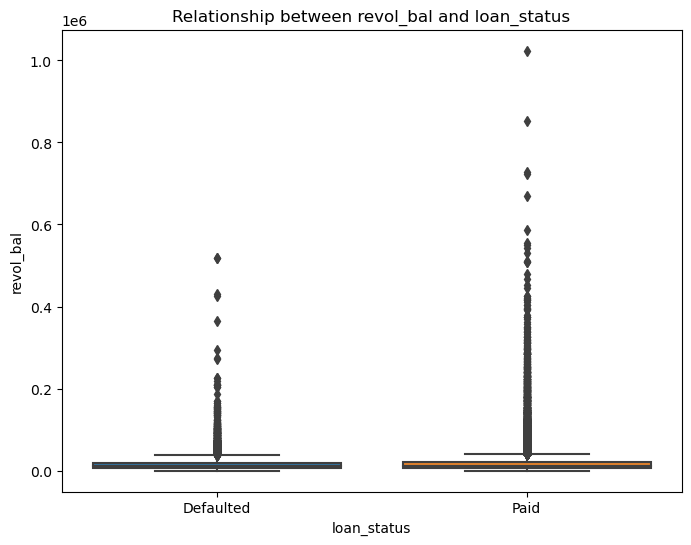 Relationship between revol_bal and loan_status
1e6
1.0
0.8
0.6
0.4
0.2
0.0
revol_bal
Defaulted
Paid
loan_status